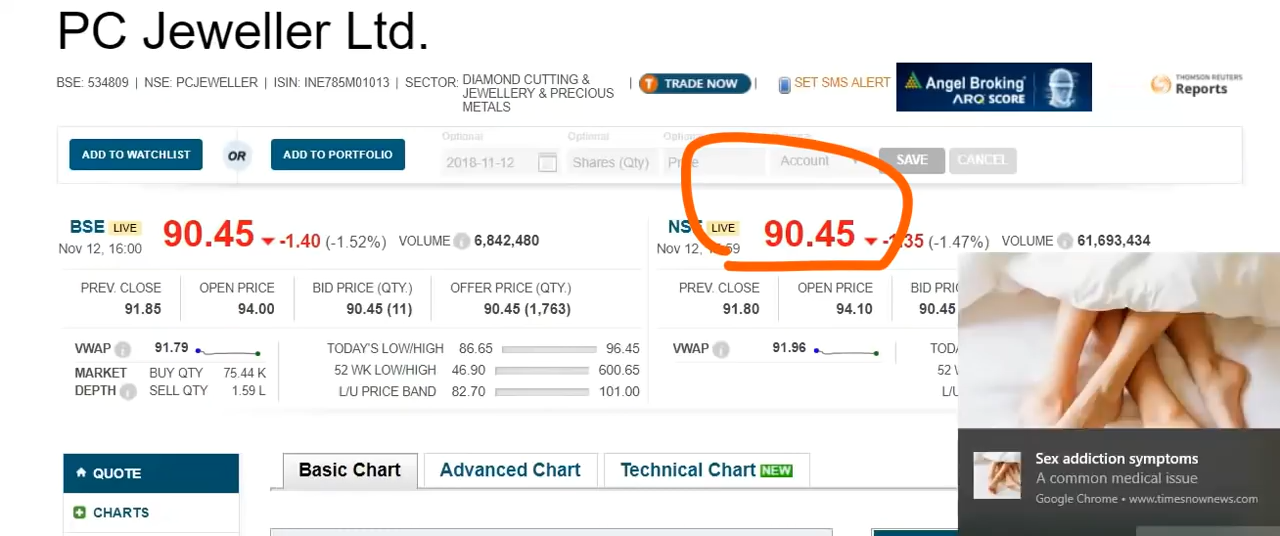 PC Jeweller Ltd.
BSE: 534809 | NSE: PCJEWELLER | ISIN: INE785M01013 | SECTOR: DIAMOND CUTTING & JEWELLERY & PRECIOUS METALS | T TRADE NOW | SET SMS ALERT
Angel Broking
ARQ SCORE
THOMSON REUTERS
Reports
ADD TO WATCHLIST OR ADD TO PORTFOLIO
Optional Optional
2018-11-12 Shares (Qty) Account SAVE CANCEL
BSE LIVE 90.45 -1.40 (-1.52%) VOLUME 6,842,480
Nov 12, 16:00
NSE LIVE 90.45 (-1.47%) VOLUME 61,693,434
Nov 12,
PREV. CLOSE OPEN PRICE BID PRICE (QTY.) OFFER PRICE (QTY.)
91.85 94.00 90.45 (11) 90.45 (1,763)
PREV. CLOSE OPEN PRICE
91.80 94.10 90.45
VWAP 91.79
MARKET DEPTH BUY QTY 75.44 K
SELL QTY 1.59 L
TODAY'S LOW/HIGH 86.65 96.45
52 WK LOW/HIGH 46.90 600.65
L/U PRICE BAND 82.70 101.00
VWAP 91.96
52 WK
L/U
QUOTE
CHARTS
Basic Chart Advanced Chart Technical Chart NEW
Sex addiction symptoms
A common medical issue
Google Chrome • www.timesnownews.com